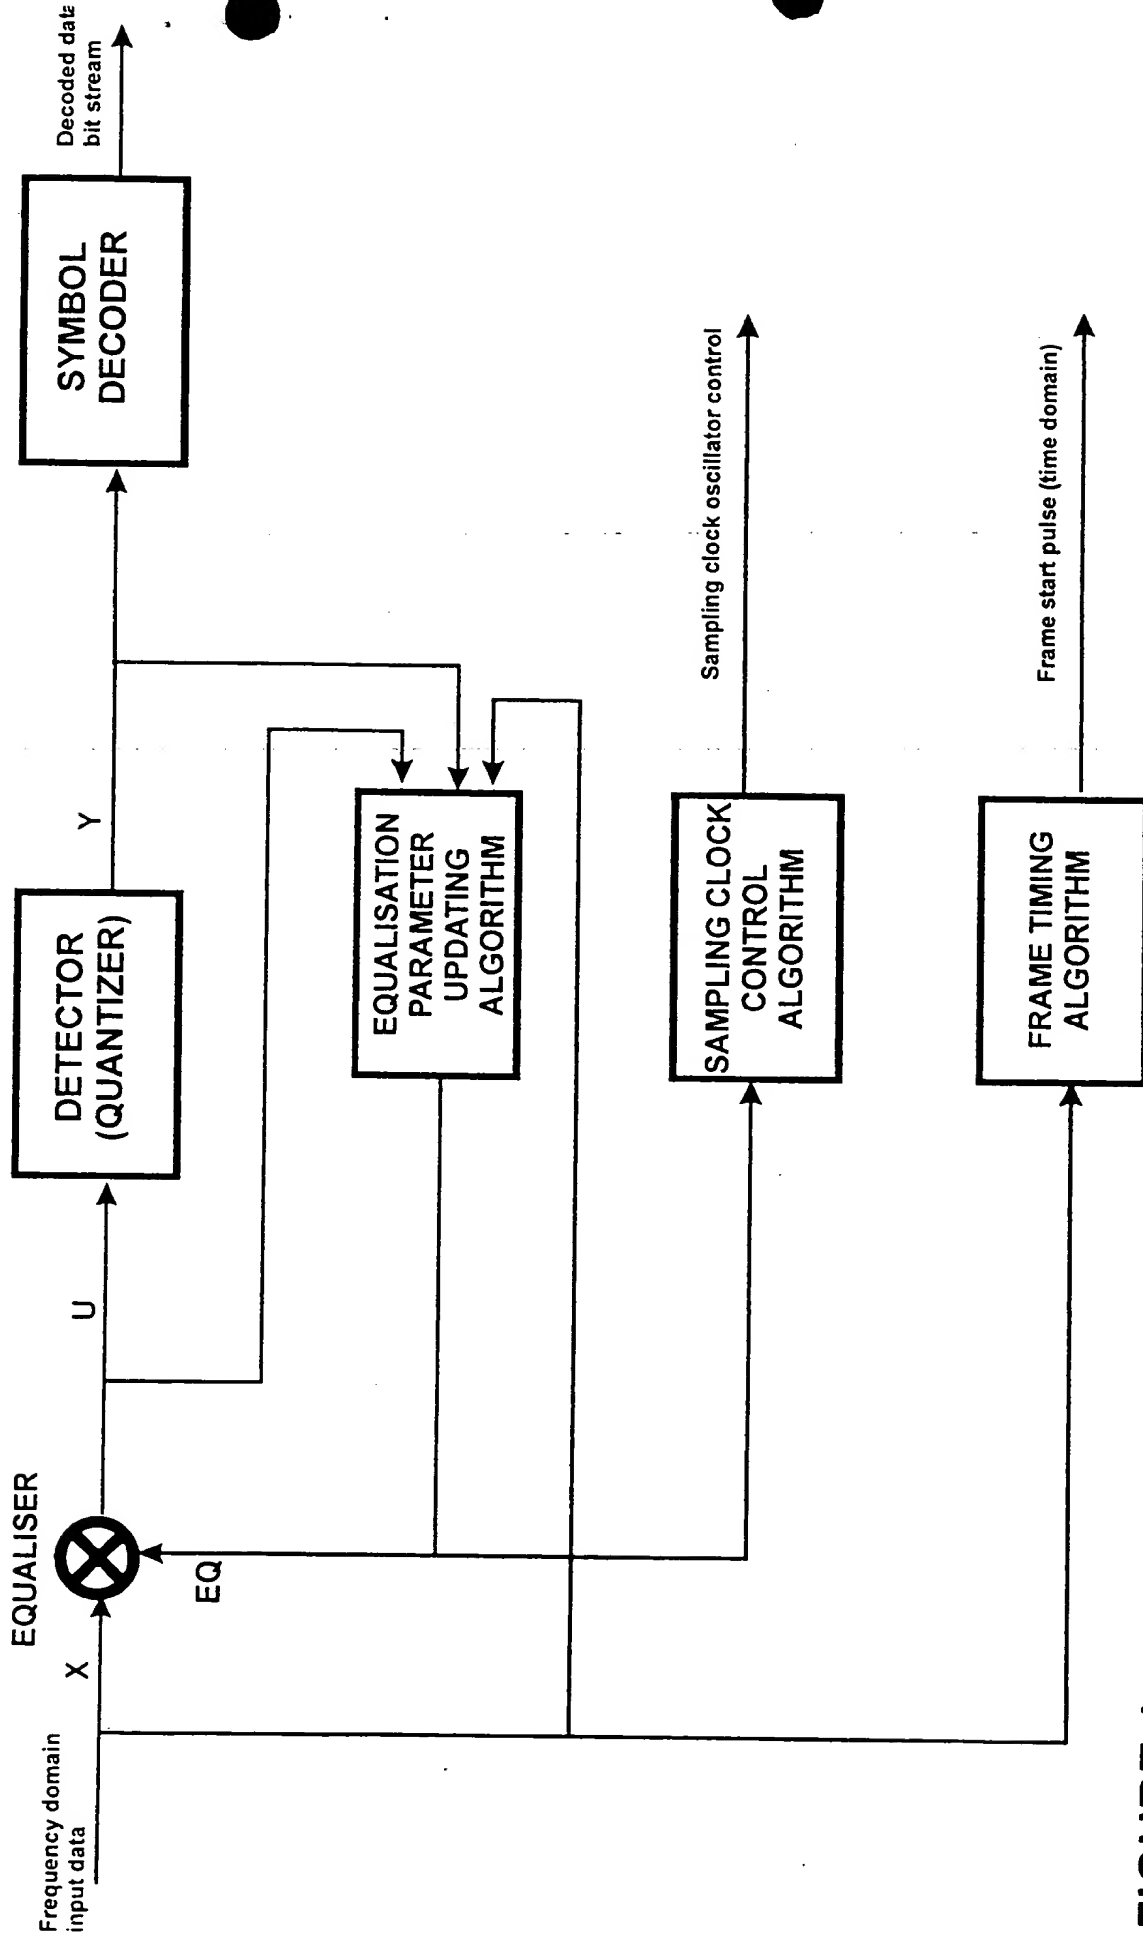 EQUALISER
Frequency domain
input data
X
U
DETECTOR
(QUANTIZER)
Y
SYMBOL
DECODER
Decoded data
bit stream
EQ
EQUALISATION
PARAMETER
UPDATING
ALGORITHM
SAMPLING CLOCK
CONTROL
ALGORITHM
Sampling clock oscillator control
FRAME TIMING
ALGORITHM
Frame start pulse (time domain)